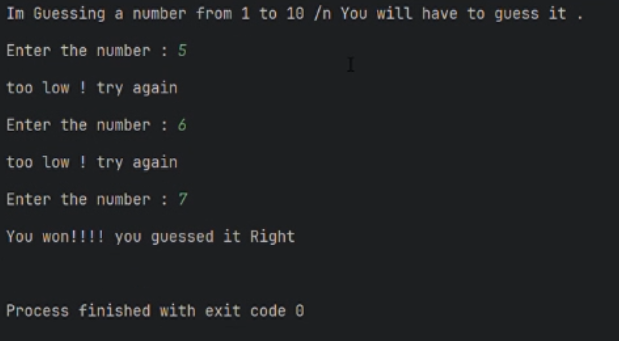 Im Guessing a number from 1 to 10 /n You will have to guess it .
Enter the number : 5
too low ! try again
Enter the number : 6
too low ! try again
Enter the number : 7
You won!!!! you guessed it Right
Process finished with exit code 0